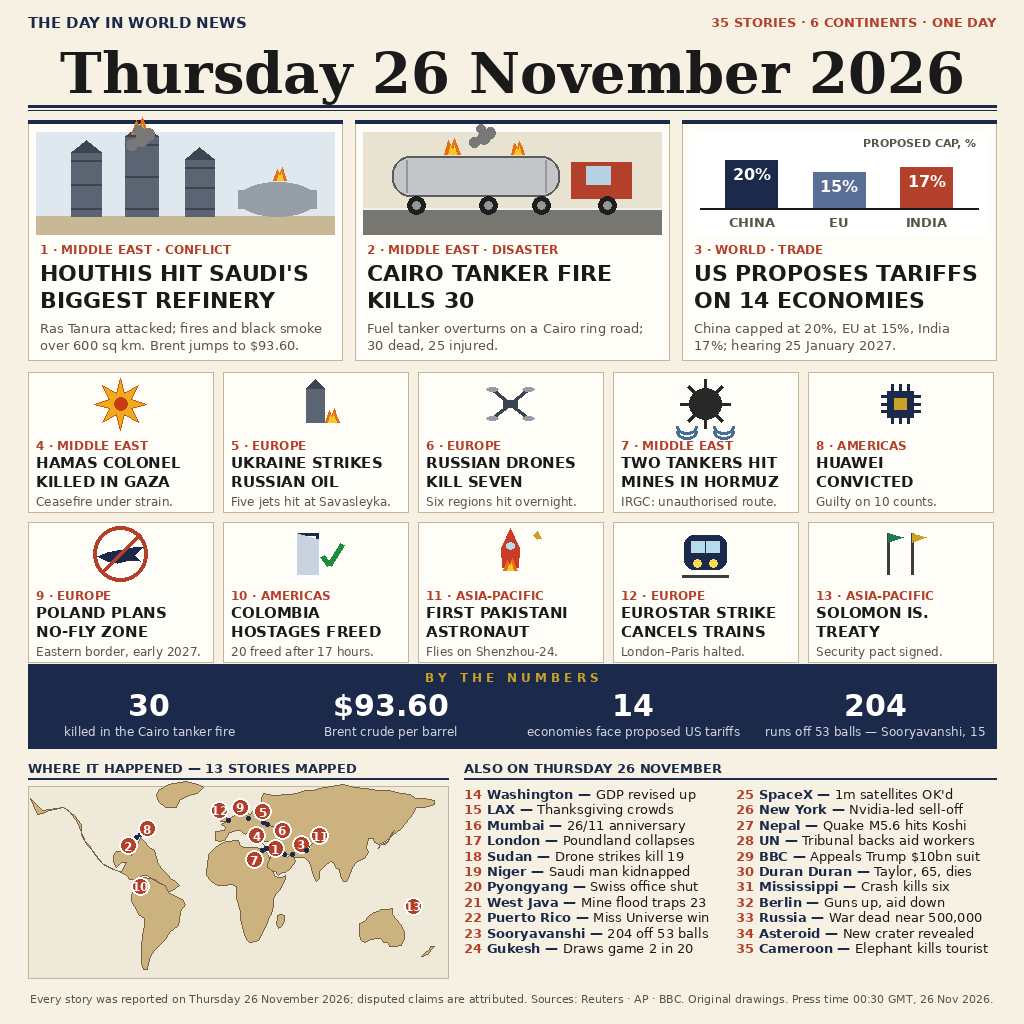 THE DAY IN WORLD NEWS
35 STORIES · 6 CONTINENTS · ONE DAY
Thursday 26 November 2026
1 · MIDDLE EAST · CONFLICT
HOUTHIS HIT SAUDI'S
BIGGEST REFINERY
Ras Tanura attacked; fires and black smoke
over 600 sq km. Brent jumps to $93.60.
2 · MIDDLE EAST · DISASTER
CAIRO TANKER FIRE
KILLS 30
Fuel tanker overturns on a Cairo ring road;
30 dead, 25 injured.
PROPOSED CAP, %
20%
15%
17%
CHINA
EU
INDIA
3 · WORLD · TRADE
US PROPOSES TARIFFS
ON 14 ECONOMIES
China capped at 20%, EU at 15%, India
17%; hearing 25 January 2027.
4 · MIDDLE EAST
HAMAS COLONEL
KILLED IN GAZA
Ceasefire under strain.
5 · EUROPE
UKRAINE STRIKES
RUSSIAN OIL
Five jets hit at Savasleyka.
6 · EUROPE
RUSSIAN DRONES
KILL SEVEN
Six regions hit overnight.
7 · MIDDLE EAST
TWO TANKERS HIT
MINES IN HORMUZ
IRGC: unauthorised route.
8 · AMERICAS
HUAWEI
CONVICTED
Guilty on 10 counts.
9 · EUROPE
POLAND PLANS
NO-FLY ZONE
Eastern border, early 2027.
10 · AMERICAS
COLOMBIA
HOSTAGES FREED
20 freed after 17 hours.
11 · ASIA-PACIFIC
FIRST PAKISTANI
ASTRONAUT
Flies on Shenzhou-24.
12 · EUROPE
EUROSTAR STRIKE
CANCELS TRAINS
London–Paris halted.
13 · ASIA-PACIFIC
SOLOMON IS.
TREATY
Security pact signed.
BY THE NUMBERS
30
killed in the Cairo tanker fire
$93.60
Brent crude per barrel
14
economies face proposed US tariffs
204
runs off 53 balls — Sooryavanshi, 15
WHERE IT HAPPENED — 13 STORIES MAPPED
12
9
5
8
2
4
6
11
1
3
7
10
13
ALSO ON THURSDAY 26 NOVEMBER
14 Washington — GDP revised up
15 LAX — Thanksgiving crowds
16 Mumbai — 26/11 anniversary
17 London — Poundland collapses
18 Sudan — Drone strikes kill 19
19 Niger — Saudi man kidnapped
20 Pyongyang — Swiss office shut
21 West Java — Mine flood traps 23
22 Puerto Rico — Miss Universe win
23 Sooryavanshi — 204 off 53 balls
24 Gukesh — Draws game 2 in 20
25 SpaceX — 1m satellites OK'd
26 New York — Nvidia-led sell-off
27 Nepal — Quake M5.6 hits Koshi
28 UN — Tribunal backs aid workers
29 BBC — Appeals Trump $10bn suit
30 Duran Duran — Taylor, 65, dies
31 Mississippi — Crash kills six
32 Berlin — Guns up, aid down
33 Russia — War dead near 500,000
34 Asteroid — New crater revealed
35 Cameroon — Elephant kills tourist
Every story was reported on Thursday 26 November 2026; disputed claims are attributed. Sources: Reuters · AP · BBC. Original drawings. Press time 00:30 GMT, 26 Nov 2026.